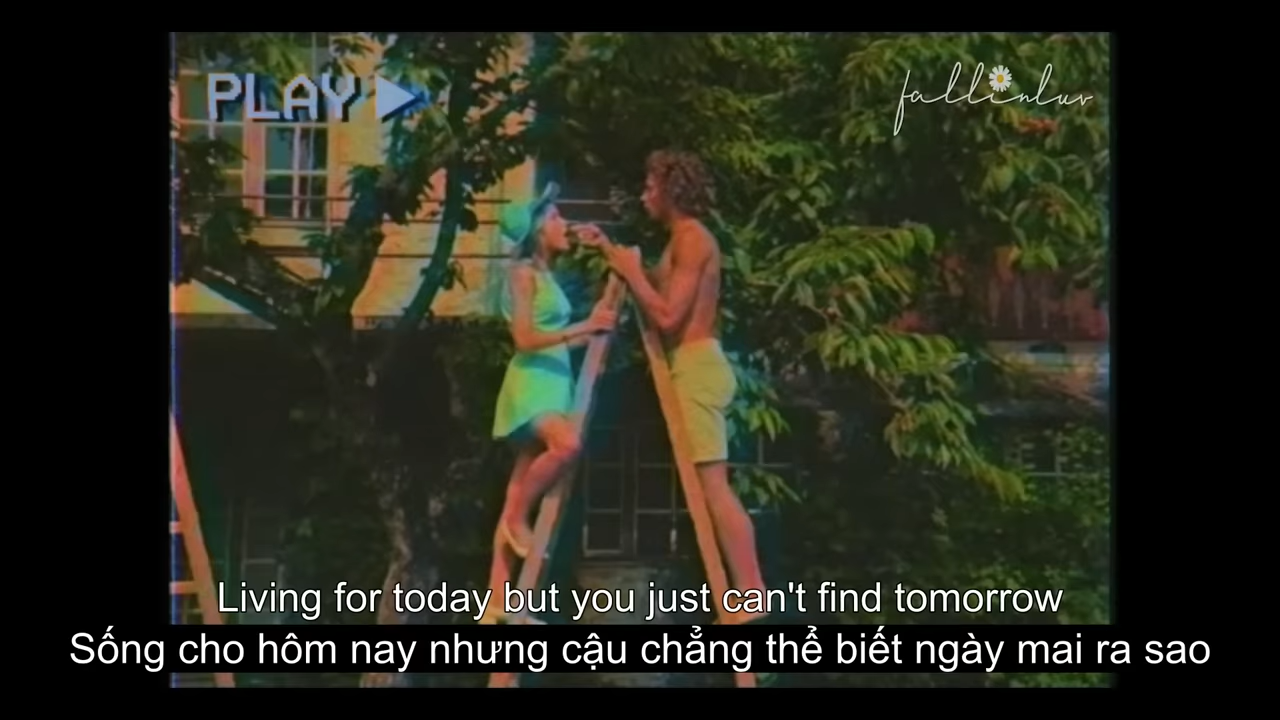 PLAY
fallinluv
Living for today but you just can't find tomorrow
Sống cho hôm nay nhưng cậu chẳng thể biết ngày mai ra sao